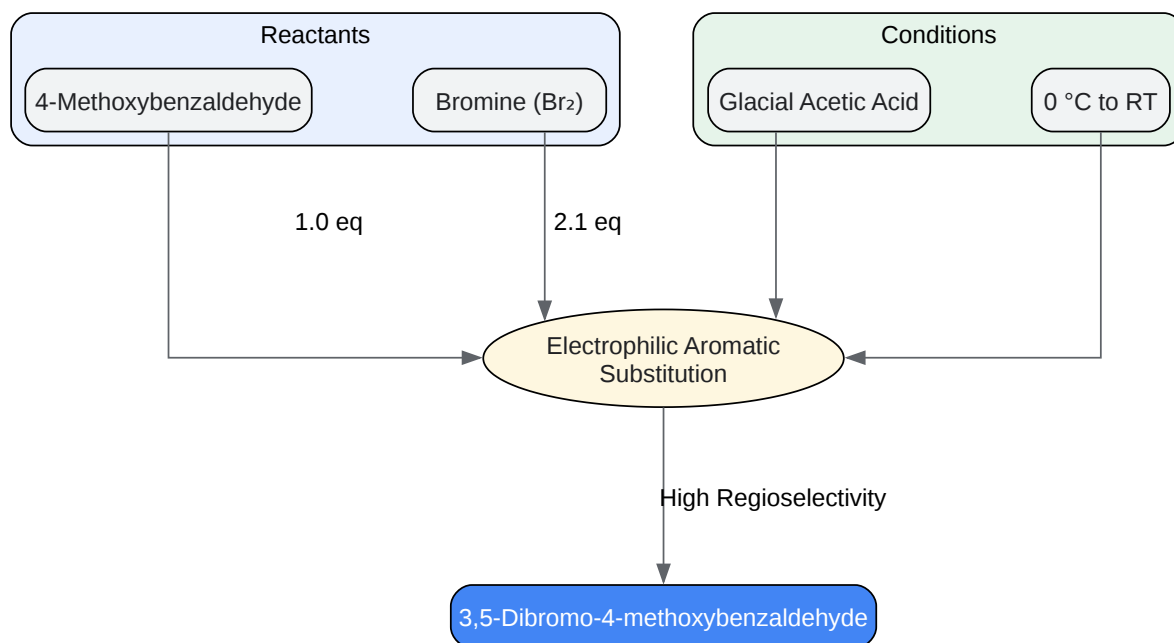 Reactants
Conditions
4-Methoxybenzaldehyde
Bromine (Br₂)
Glacial Acetic Acid
0 °C to RT
1.0 eq
2.1 eq
Electrophilic Aromatic
Substitution
High Regioselectivity
3,5-Dibromo-4-methoxybenzaldehyde